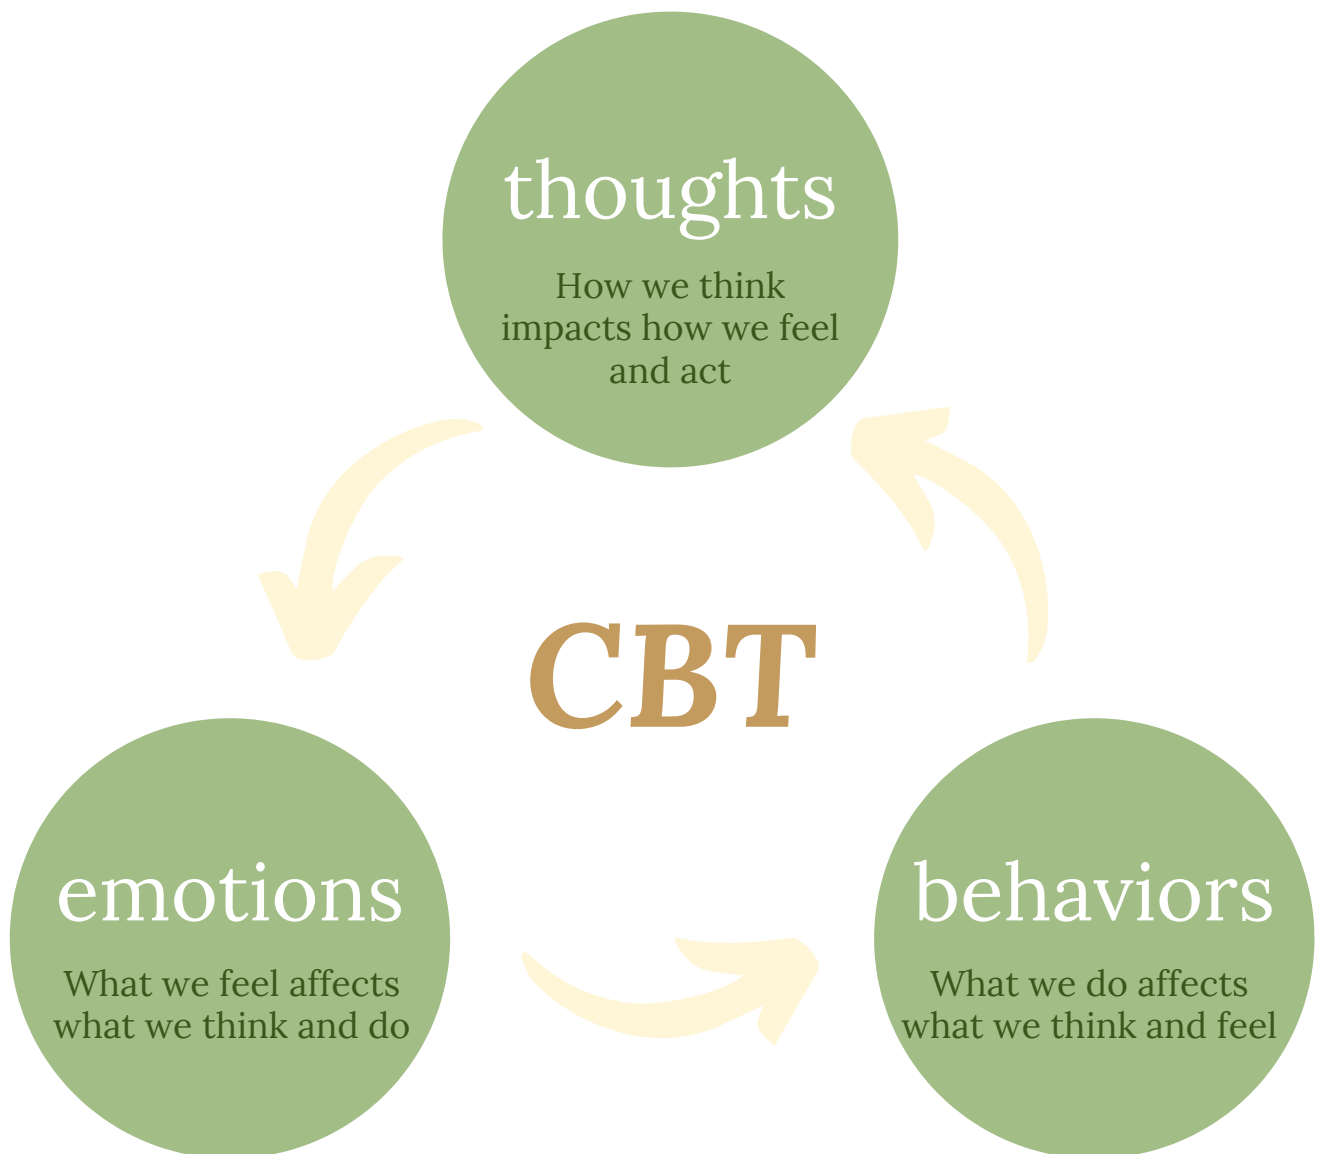 thoughts
How we think
impacts how we feel
and act
CBT
emotions
What we feel affects
what we think and do
behaviors
What we do affects
what we think and feel